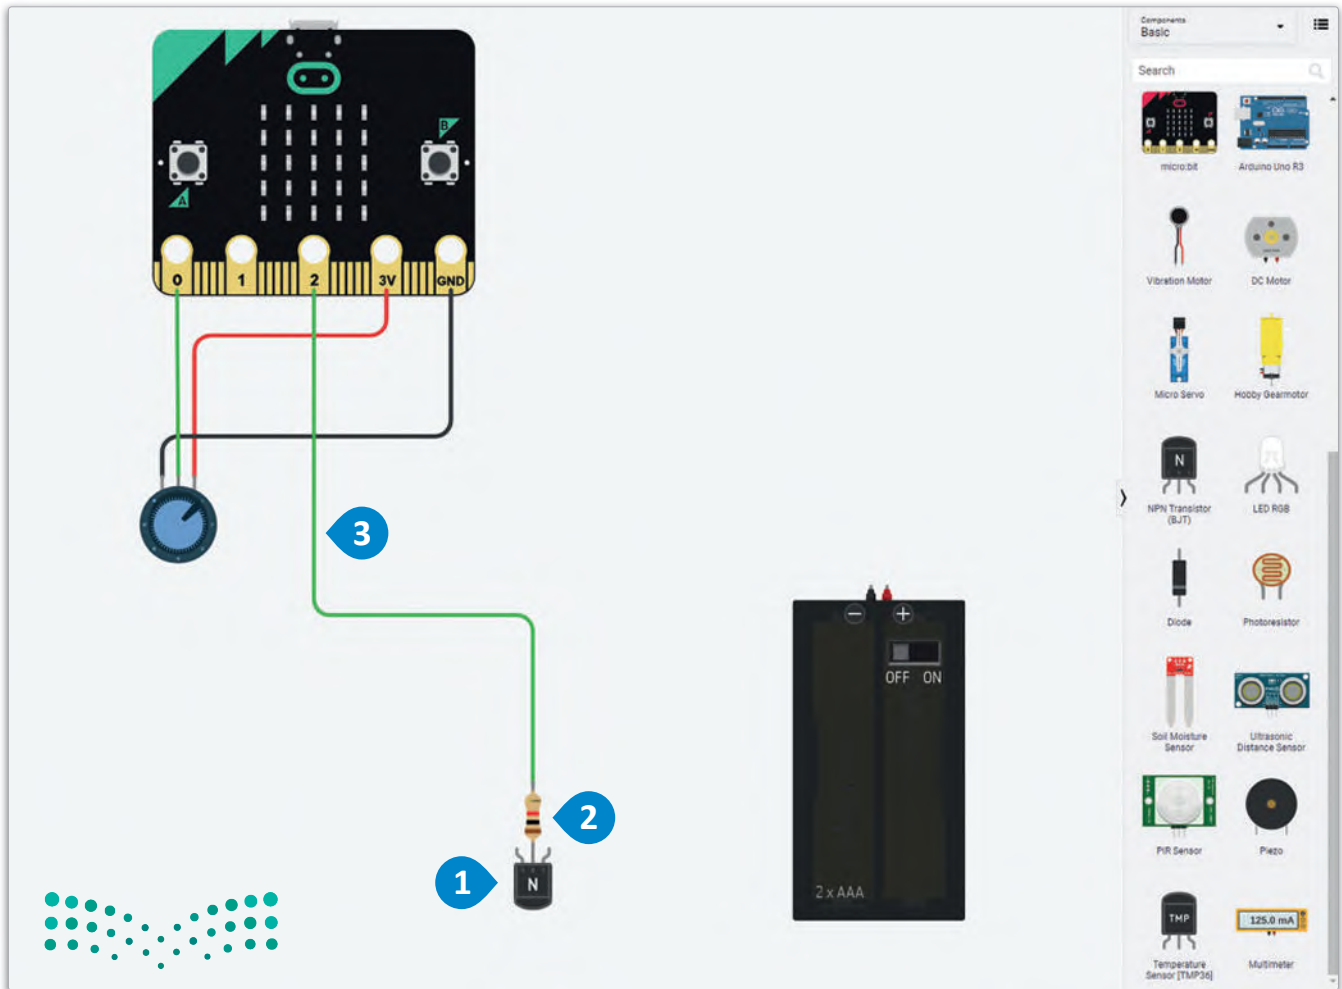 B
A
0
1
2
3V
GND
3
OFF ON
2
1
N
2 x AAA
Components
Basic
Search
micro:bit
Arduino Uno R3
Vibration Motor
DC Motor
Micro Servo
Hobby Gearmotor
N
NPN Transistor
(BJT)
LED RGB
Diode
Photoresistor
Soil Moisture
Sensor
Ultrasonic
Distance Sensor
PIR Sensor
Piezo
TMP
Temperature
Sensor [TMP36]
125.0 mA
Multimeter